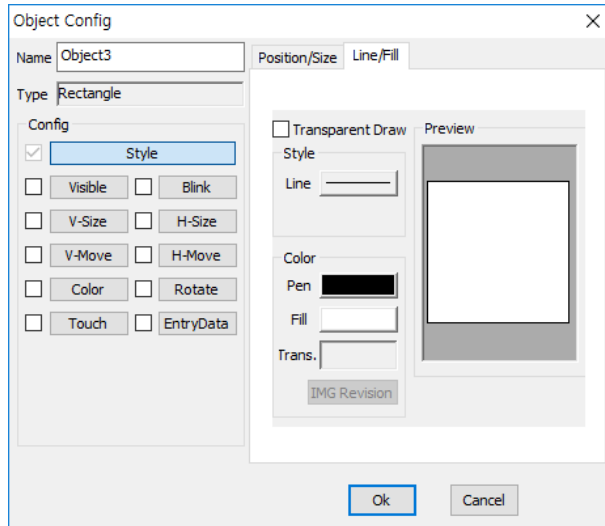 Object Config
Name Object3
Type Rectangle
Config
Style
Visible Blink
V-Size H-Size
V-Move H-Move
Color Rotate
Touch EntryData
Position/Size Line/Fill
Transparent Draw
Style
Line
Color
Pen
Fill
Trans.
IMG Revision
Preview
Ok Cancel